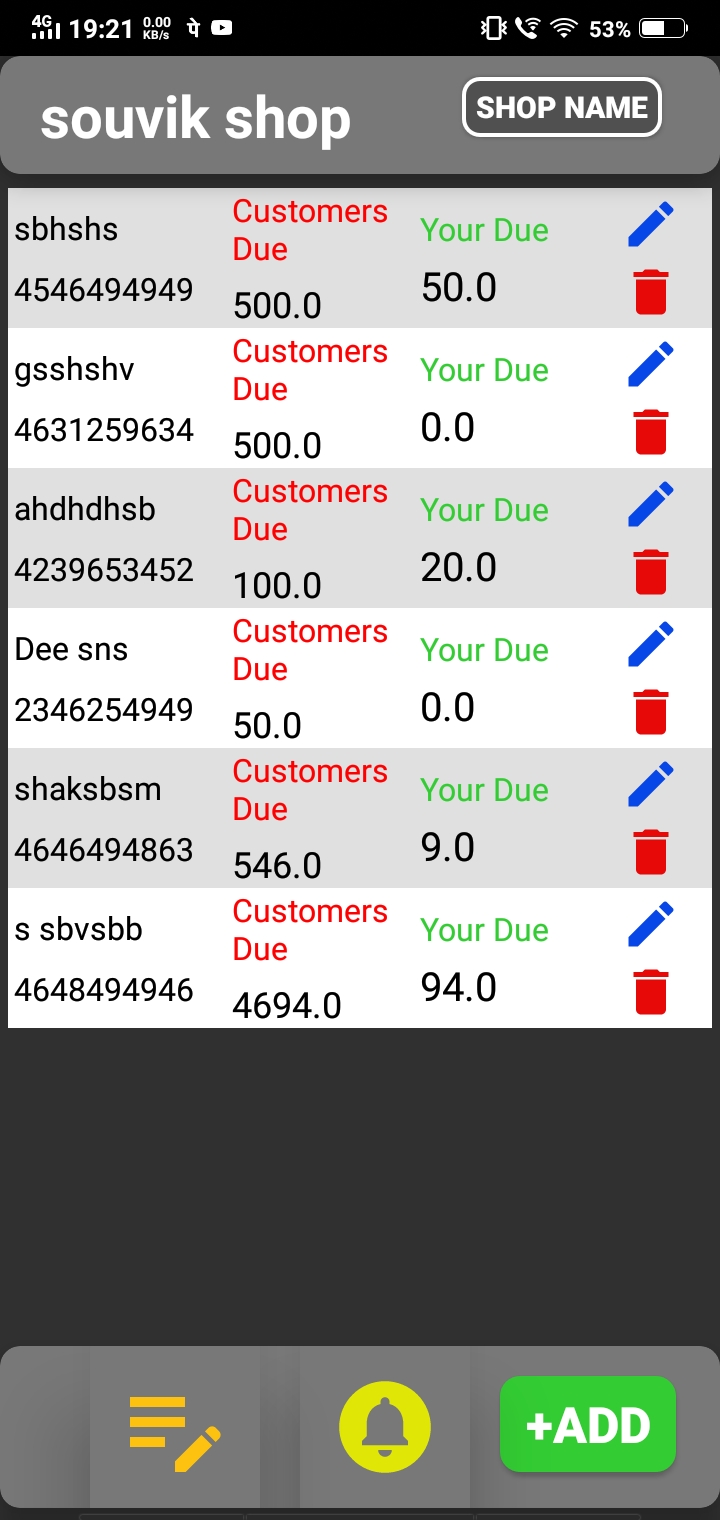 4G 19:21 0.00 KB/s पे 53%
souvik shop SHOP NAME
sbhshs
4546494949
Customers
Due
500.0
Your Due
50.0
gsshshv
4631259634
Customers
Due
500.0
Your Due
0.0
ahdhdhsb
4239653452
Customers
Due
100.0
Your Due
20.0
Dee sns
2346254949
Customers
Due
50.0
Your Due
0.0
shaksbsm
4646494863
Customers
Due
546.0
Your Due
9.0
s sbvsbb
4648494946
Customers
Due
4694.0
Your Due
94.0
+ADD